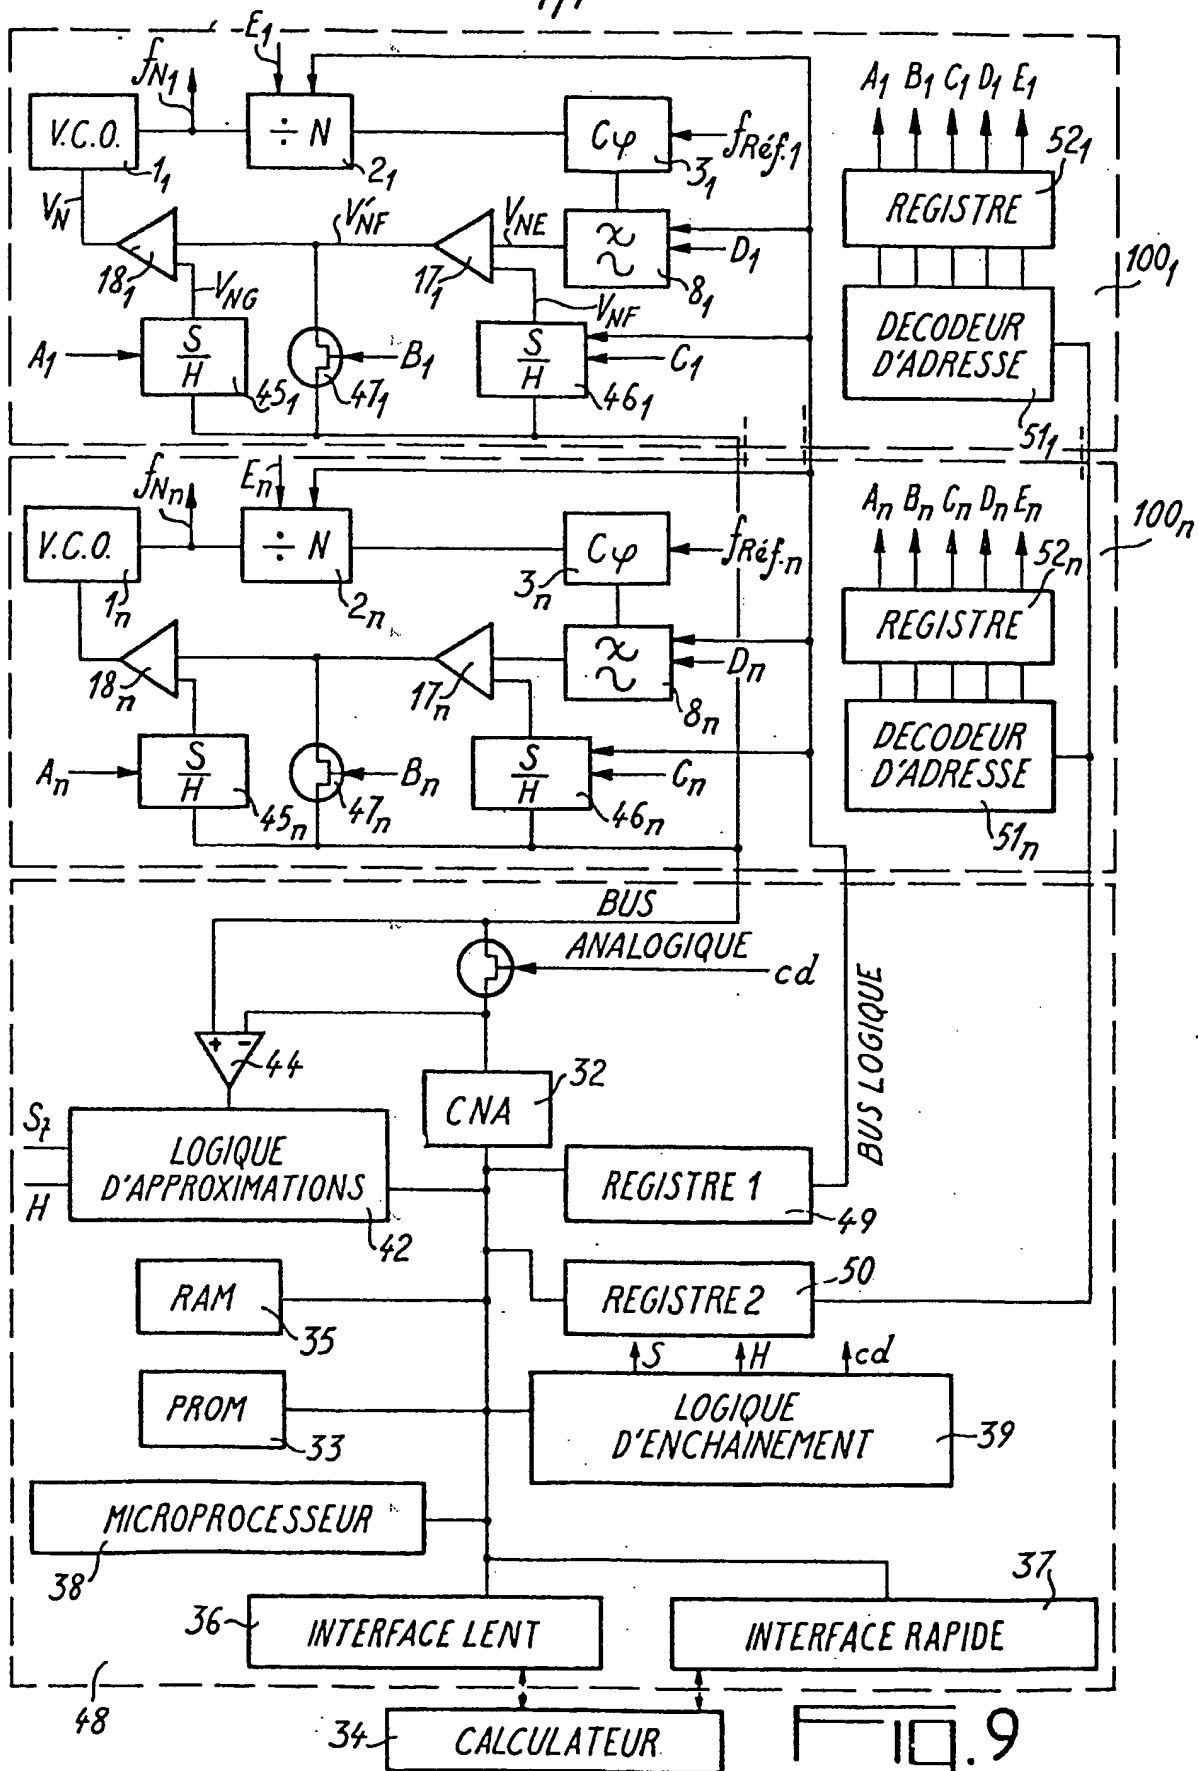 E1
fN1
V.C.O.
11
÷ N
21
Cφ
31
fRéf.1
A1 B1 C1 D1 E1
521
REGISTRE
VN
181
V'NF
171
VNE
D1
81
1001
VNG
VNF
DECODEUR
D'ADRESSE
511
A1
S
H
451
B1
471
S
H
461
C1
fNn
En
V.C.O.
1n
÷ N
2n
Cφ
3n
fRéf.n
An Bn Cn Dn En
52n
REGISTRE
100n
18n
17n
Dn
8n
DECODEUR
D'ADRESSE
51n
An
S
H
45n
Bn
47n
S
H
46n
Cn
BUS
ANALOGIQUE
cd
BUS LOGIQUE
+ -
44
32
CNA
St
H
LOGIQUE
D'APPROXIMATIONS
42
REGISTRE 1
49
RAM
35
REGISTRE 2
50
S
H
cd
PROM
33
LOGIQUE
D'ENCHAINEMENT
39
MICROPROCESSEUR
38
36
INTERFACE LENT
37
INTERFACE RAPIDE
48
34
CALCULATEUR
FIG.9